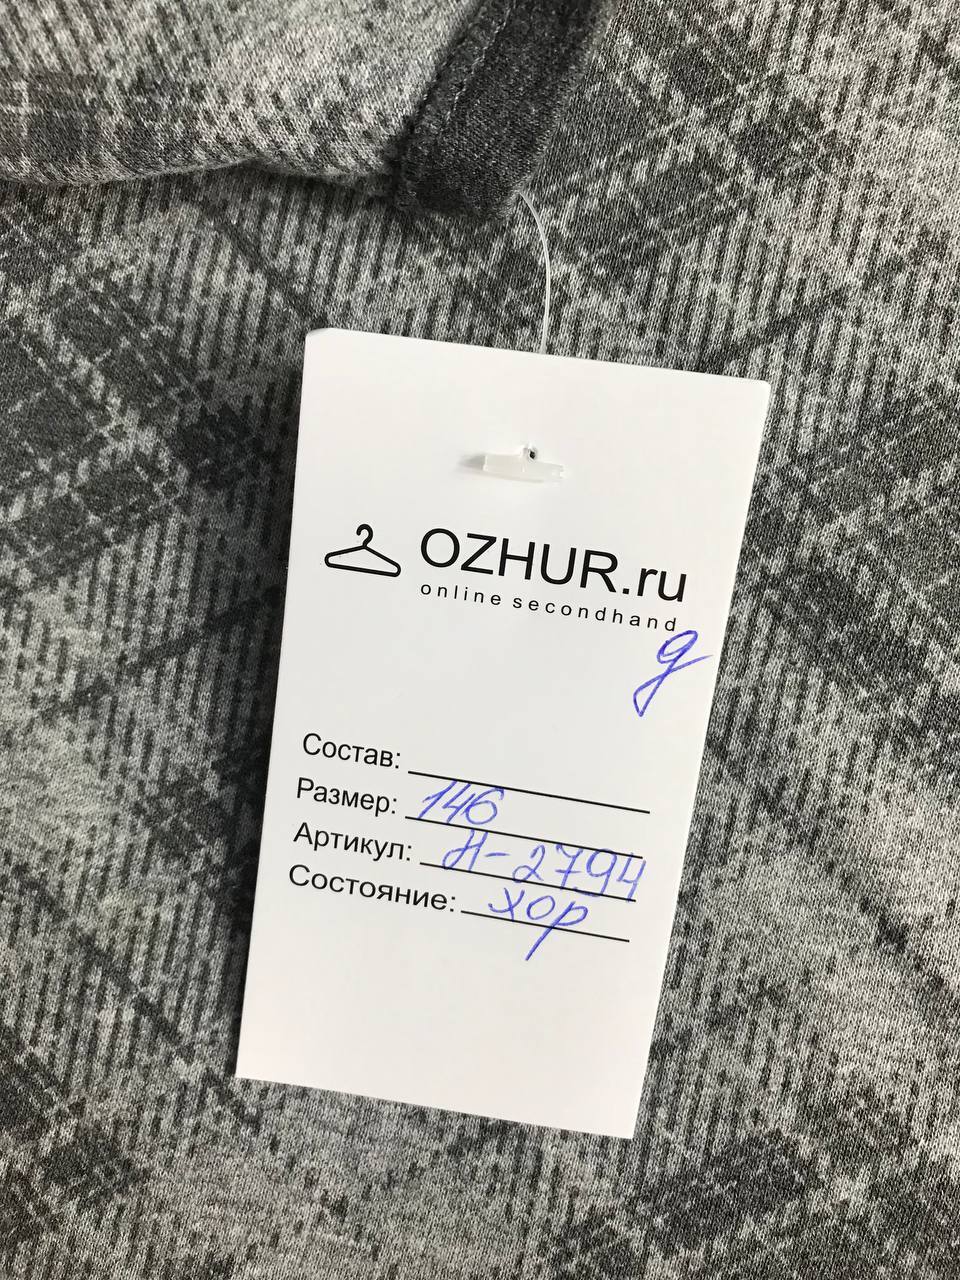 OZHUR.ru
online secondhand
g
Состав:
Размер: 146
Артикул: Н-2794
Состояние: хор